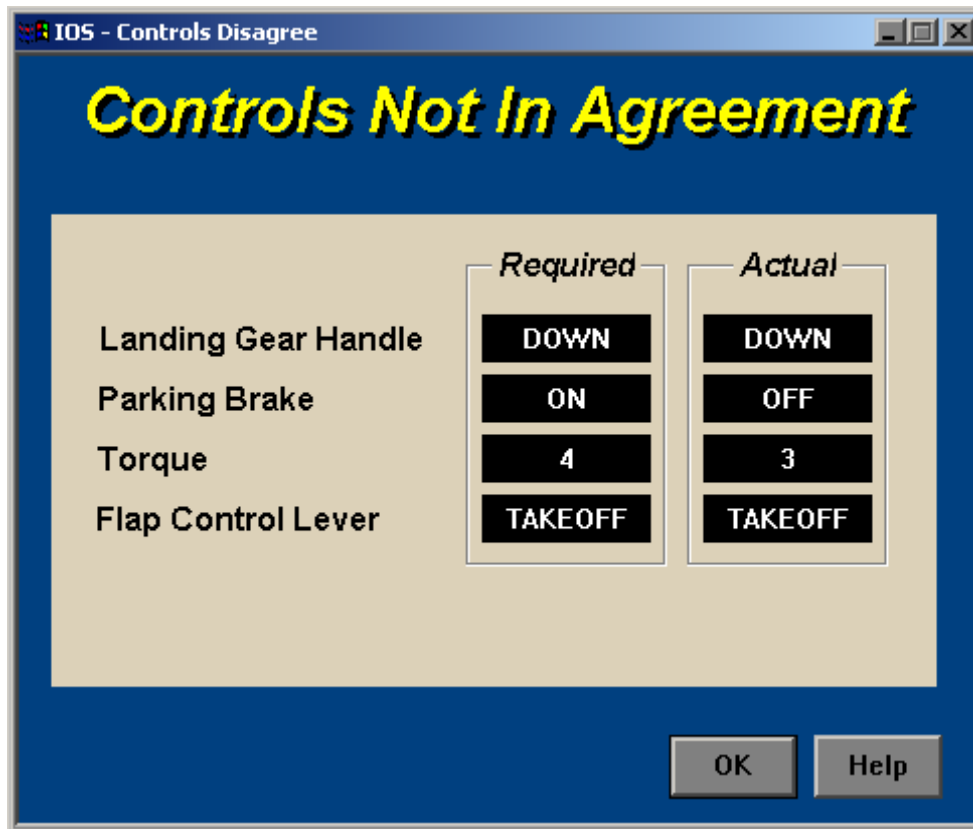 IOS - Controls Disagree
Controls Not In Agreement
Required Actual
Landing Gear Handle DOWN DOWN
Parking Brake ON OFF
Torque 4 3
Flap Control Lever TAKEOFF TAKEOFF
OK Help